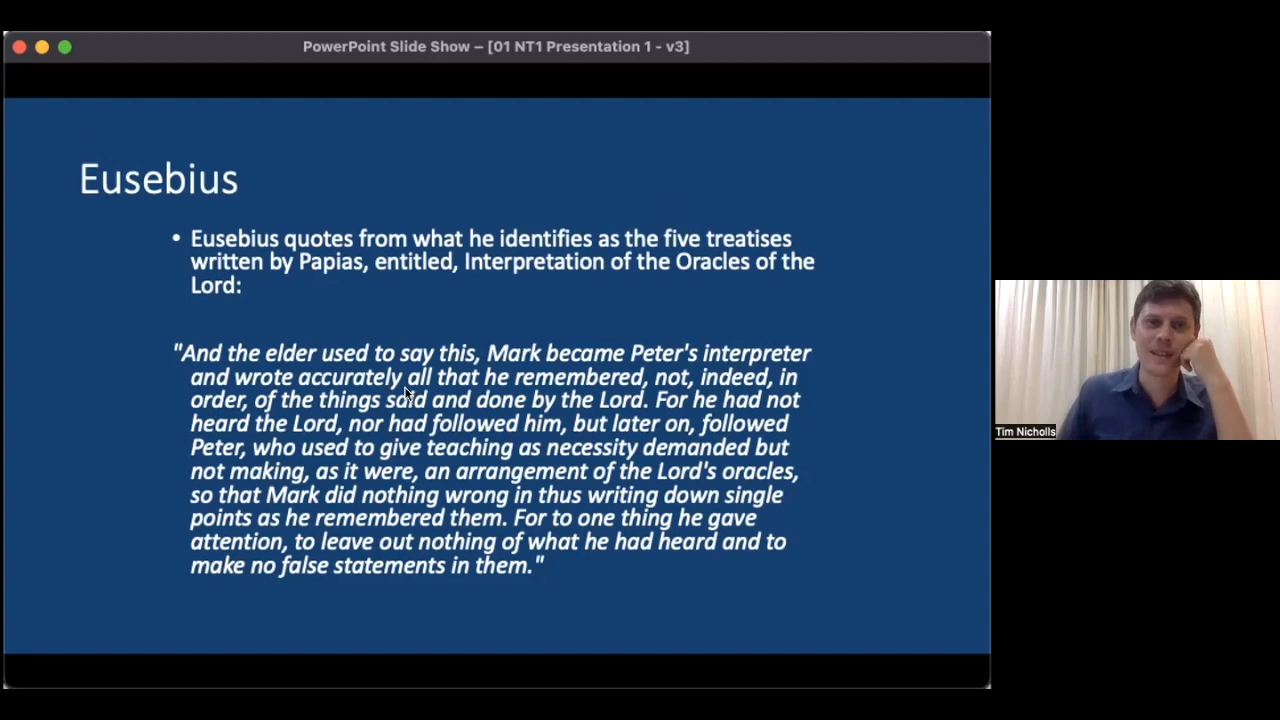 PowerPoint Slide Show – [01 NT1 Presentation 1 - v3]
Eusebius
• Eusebius quotes from what he identifies as the five treatises
written by Papias, entitled, Interpretation of the Oracles of the
Lord:
"And the elder used to say this, Mark became Peter's interpreter
and wrote accurately all that he remembered, not, indeed, in
order, of the things said and done by the Lord. For he had not
heard the Lord, nor had followed him, but later on, followed
Peter, who used to give teaching as necessity demanded but
not making, as it were, an arrangement of the Lord's oracles,
so that Mark did nothing wrong in thus writing down single
points as he remembered them. For to one thing he gave
attention, to leave out nothing of what he had heard and to
make no false statements in them."
Tim Nicholls